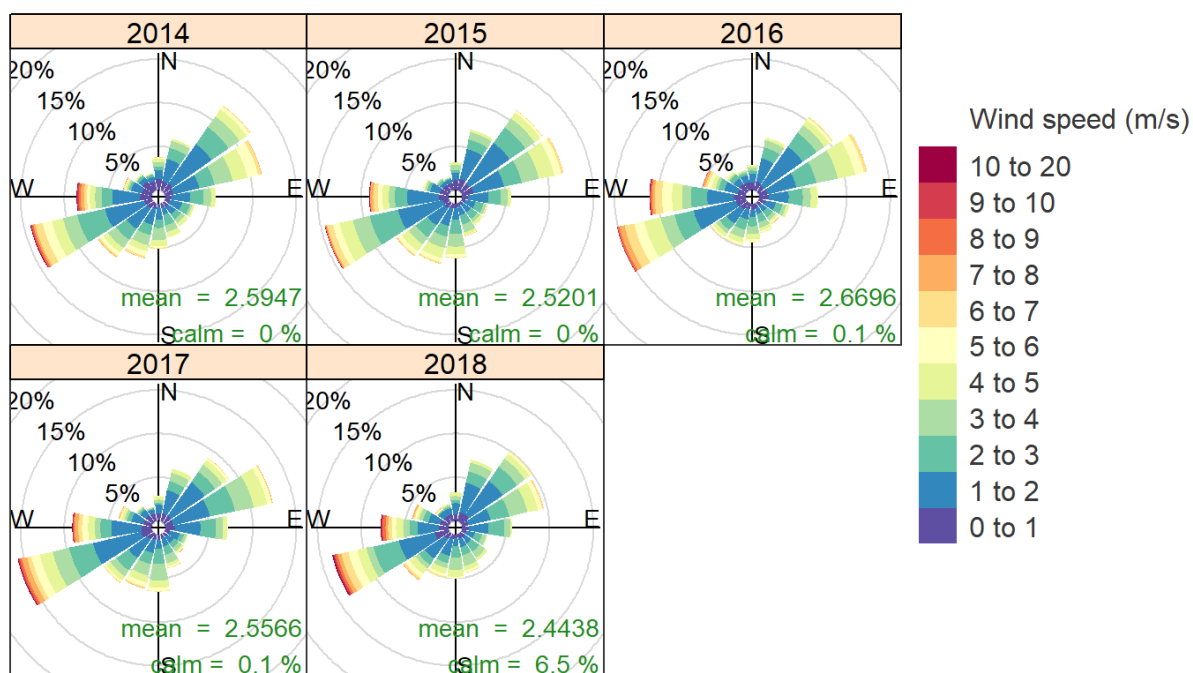 2014
2015
2016
20%
15%
10%
5%
N
W
E
S
mean = 2.5947
calm = 0 %
20%
15%
10%
5%
N
W
E
S
mean = 2.5201
calm = 0 %
20%
15%
10%
5%
N
W
E
S
mean = 2.6696
calm = 0.1 %
2017
2018
20%
15%
10%
5%
N
W
E
S
mean = 2.5566
calm = 0.1 %
20%
15%
10%
5%
N
W
E
S
mean = 2.4438
calm = 6.5 %
Wind speed (m/s)
10 to 20
9 to 10
8 to 9
7 to 8
6 to 7
5 to 6
4 to 5
3 to 4
2 to 3
1 to 2
0 to 1